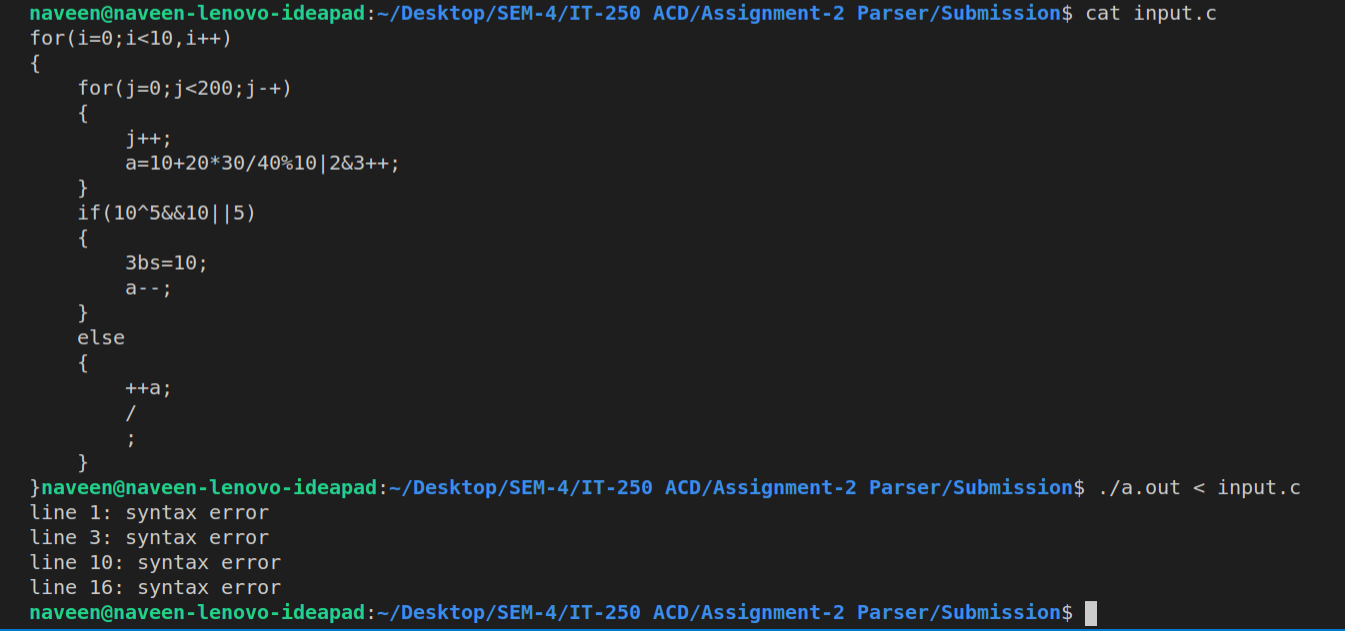 naveen@naveen-lenovo-ideapad:~/Desktop/SEM-4/IT-250 ACD/Assignment-2 Parser/Submission$ cat input.c
for(i=0;i<10,i++)
{
    for(j=0;j<200;j-+)
    {
        j++;
        a=10+20*30/40%10|2&3++;
    }
    if(10^5&&10||5)
    {
        3bs=10;
        a--;
    }
    else
    {
        ++a;
        /
        ;
    }
}naveen@naveen-lenovo-ideapad:~/Desktop/SEM-4/IT-250 ACD/Assignment-2 Parser/Submission$ ./a.out < input.c
line 1: syntax error
line 3: syntax error
line 10: syntax error
line 16: syntax error
naveen@naveen-lenovo-ideapad:~/Desktop/SEM-4/IT-250 ACD/Assignment-2 Parser/Submission$